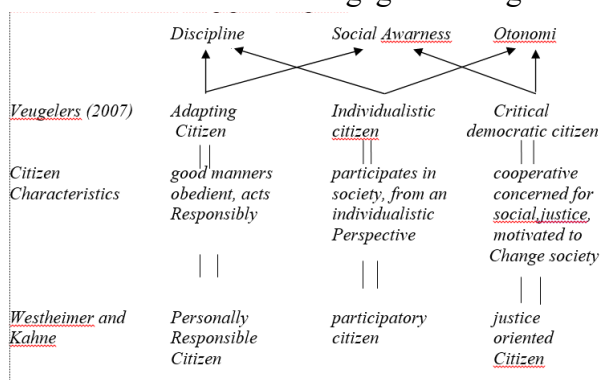 Discipline Social Awarness Otonomi
Veugelers (2007) Adapting Individualistic Critical
Citizen citizen democratic citizen
Citizen good manners participates in cooperative
Characteristics obedient, acts society, from an concerned for
Responsibly individualistic social,justice,
Perspective motivated to
Change society
Westheimer and Personally participatory justice
Kahne Responsible citizen oriented
Citizen Citizen